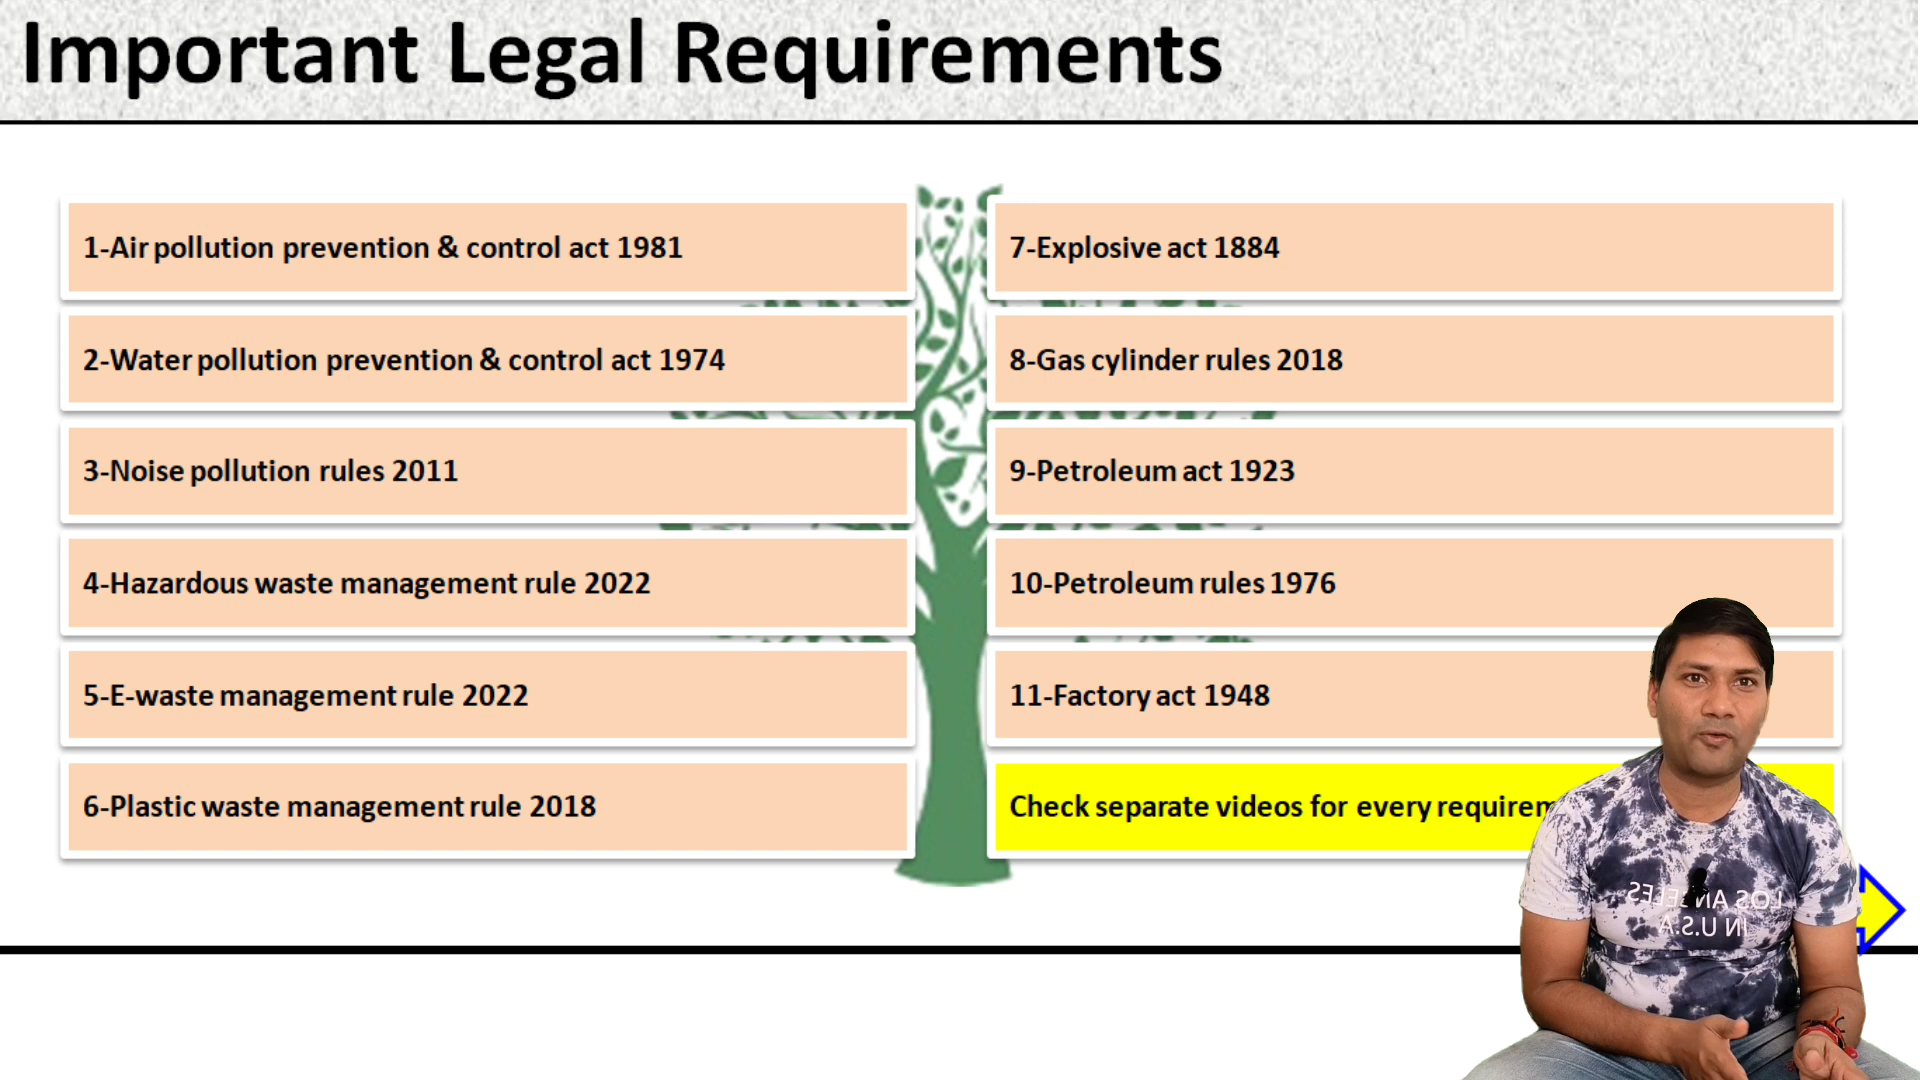 Important Legal Requirements
1-Air pollution prevention & control act 1981
2-Water pollution prevention & control act 1974
3-Noise pollution rules 2011
4-Hazardous waste management rule 2022
5-E-waste management rule 2022
6-Plastic waste management rule 2018
7-Explosive act 1884
8-Gas cylinder rules 2018
9-Petroleum act 1923
10-Petroleum rules 1976
11-Factory act 1948
Check separate videos for every
LOS ANGELES
IN U.S.A.